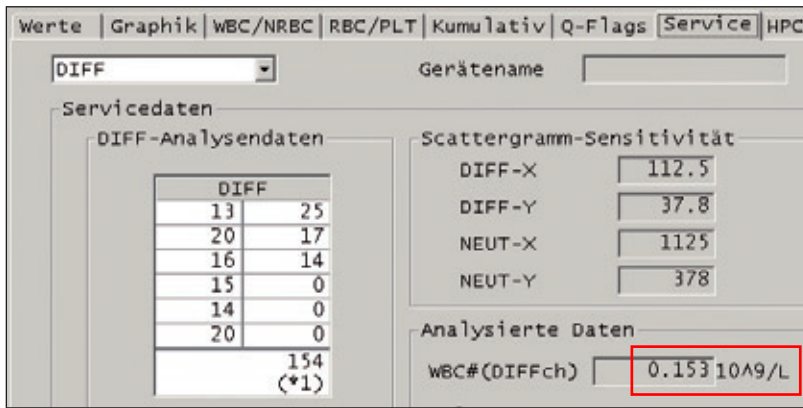 Werte Graphik WBC/NRBC RBC/PLT Kumulativ Q-Flags Service HPC
DIFF Gerätename
Servicedaten
DIFF-Analysendaten Scattergramm-Sensitivität
DIFF
DIFF-X 112.5
13 25
DIFF-Y 37.8
20 17
16 14
NEUT-X 1125
15 0
NEUT-Y 378
14 0
20 0
Analysierte Daten
154
(*1)
WBC#(DIFFch) 0.153 10^9/L